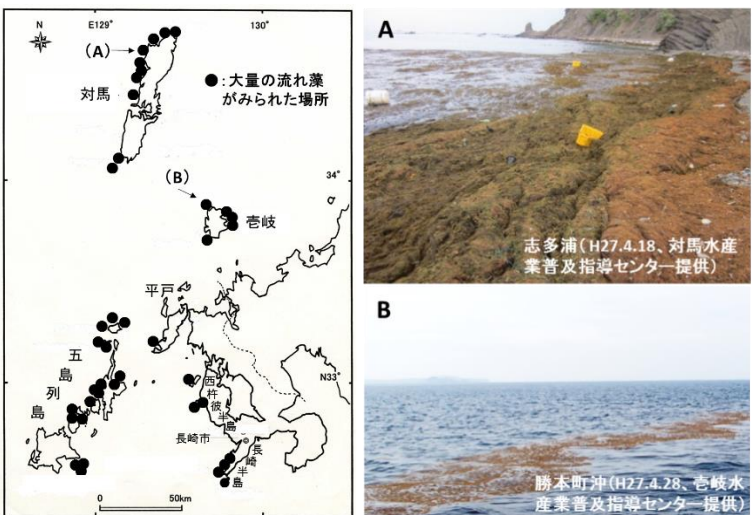 N
E129°
130°
(A)
対馬
●:大量の流れ藻
がみられた場所
34°
(B)
壱岐
平戸
五島列島
N33°
西杵彼半島
長崎市
長崎半島
0
50km
A
志多浦(H27.4.18、対馬水産
業普及指導センター提供)
B
勝本町沖(H27.4.28、壱岐水
産業普及指導センター提供)